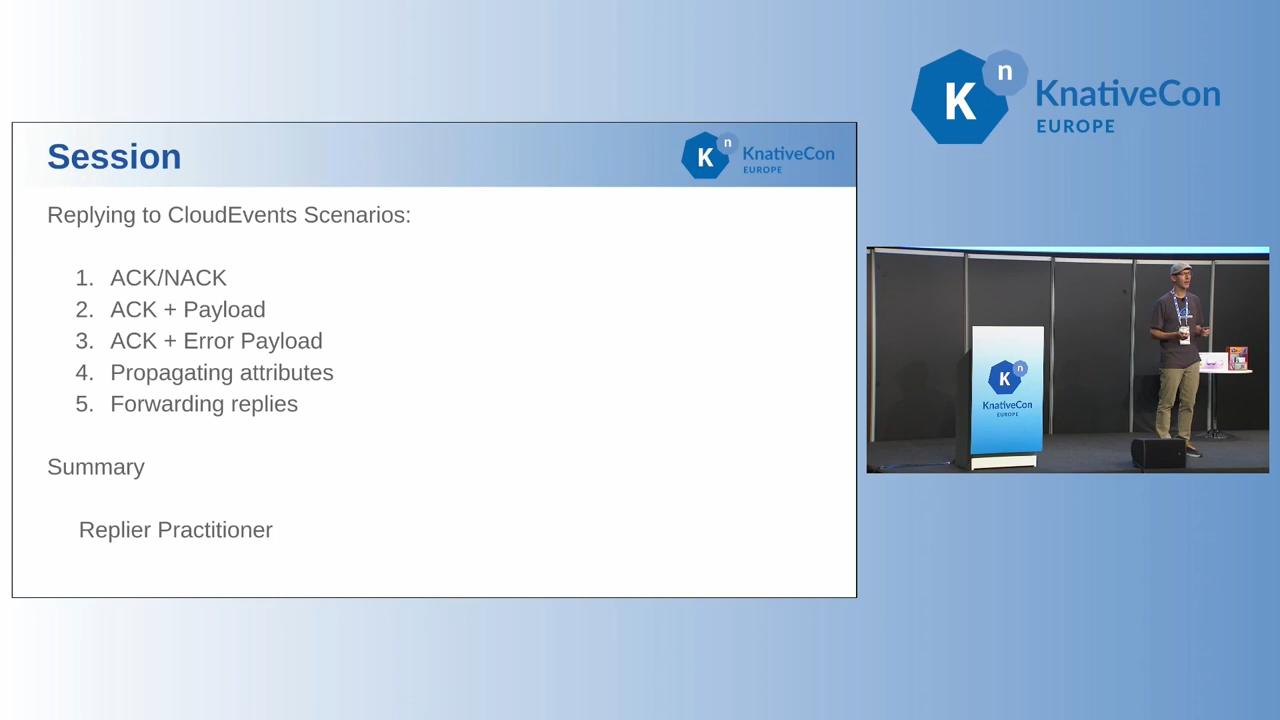 K n
KnativeCon
EUROPE
Session
K n
KnativeCon
EUROPE
Replying to CloudEvents Scenarios:
1. ACK/NACK
2. ACK + Payload
3. ACK + Error Payload
4. Propagating attributes
5. Forwarding replies
Summary
Replier Practitioner
K n
KnativeCon
EUROPE